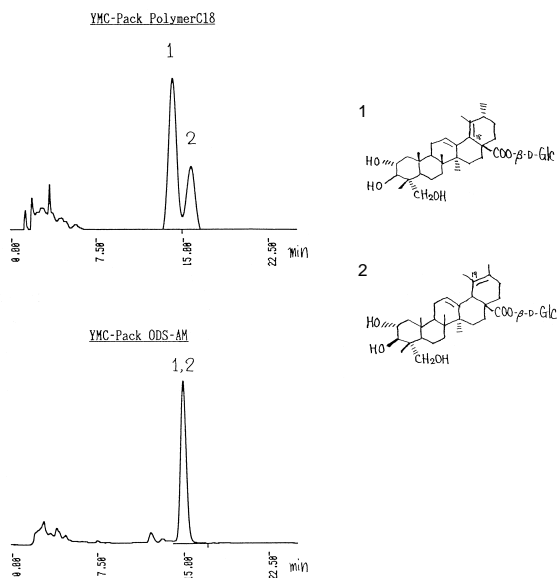 YMC-Pack PolymerC18
1
2
0.00
7.50
15.00
22.50
min
1
18
COO-β-D-Glc
HO
HO
CH2OH
2
19
COO-β-D-Glc
HO
HO
CH2OH
YMC-Pack ODS-AM
1,2
0.00
7.50
15.00
22.50
min